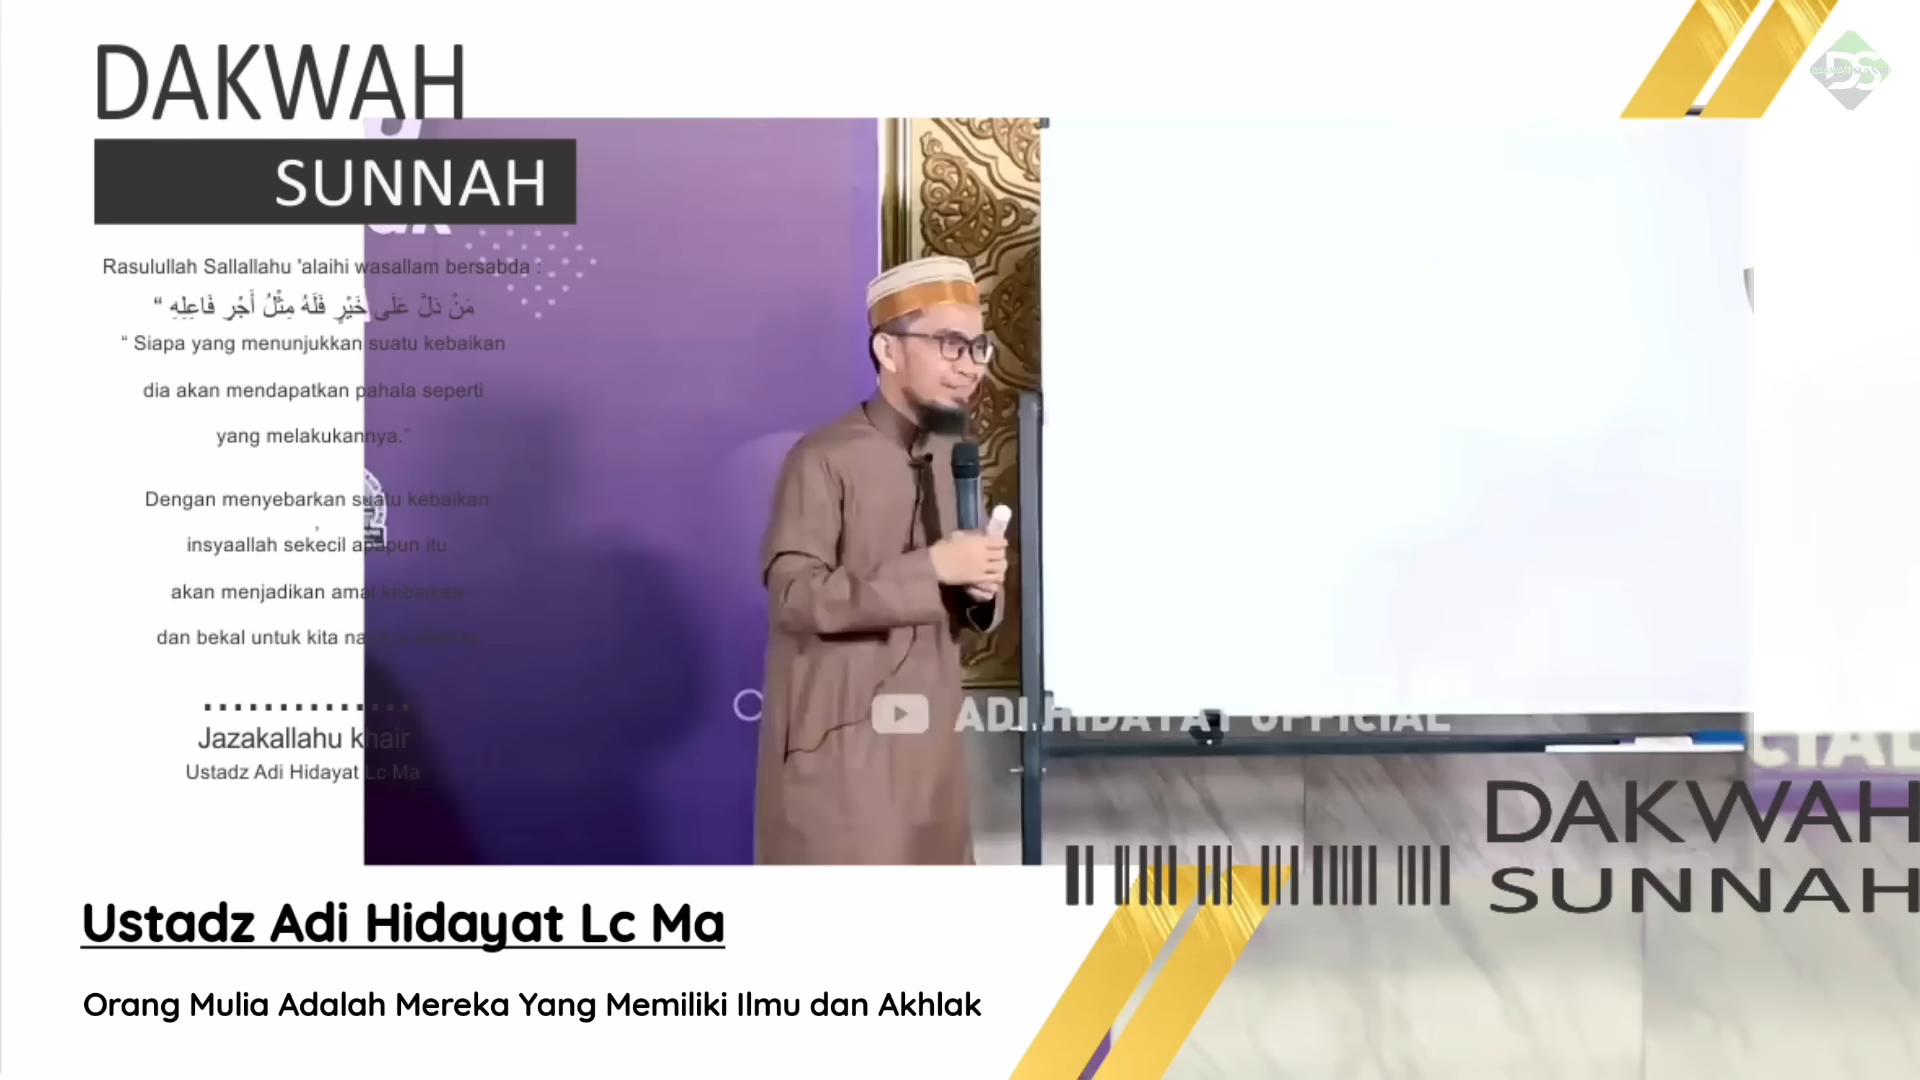 DAKWAH
SUNNAH
Rasulullah Sallallahu 'alaihi wasallam bersabda :
“ مَنْ دَلَّ عَلَى خَيْرٍ فَلَهُ مِثْلُ أَجْرِ فَاعِلِهِ
“ Siapa yang menunjukkan suatu kebaikan
dia akan mendapatkan pahala seperti
yang melakukannya.”
Dengan menyebarkan suatu kebaikan
insyaallah sekecil apapun itu
akan menjadikan amal kebaikan
dan bekal untuk kita
Jazakallahu khair
Ustadz Adi Hidayat Lc Ma
ADI HIDAYAT OFFICIAL
CIAL
DAKWAH
SUNNAH
Ustadz Adi Hidayat Lc Ma
Orang Mulia Adalah Mereka Yang Memiliki Ilmu dan Akhlak
DS